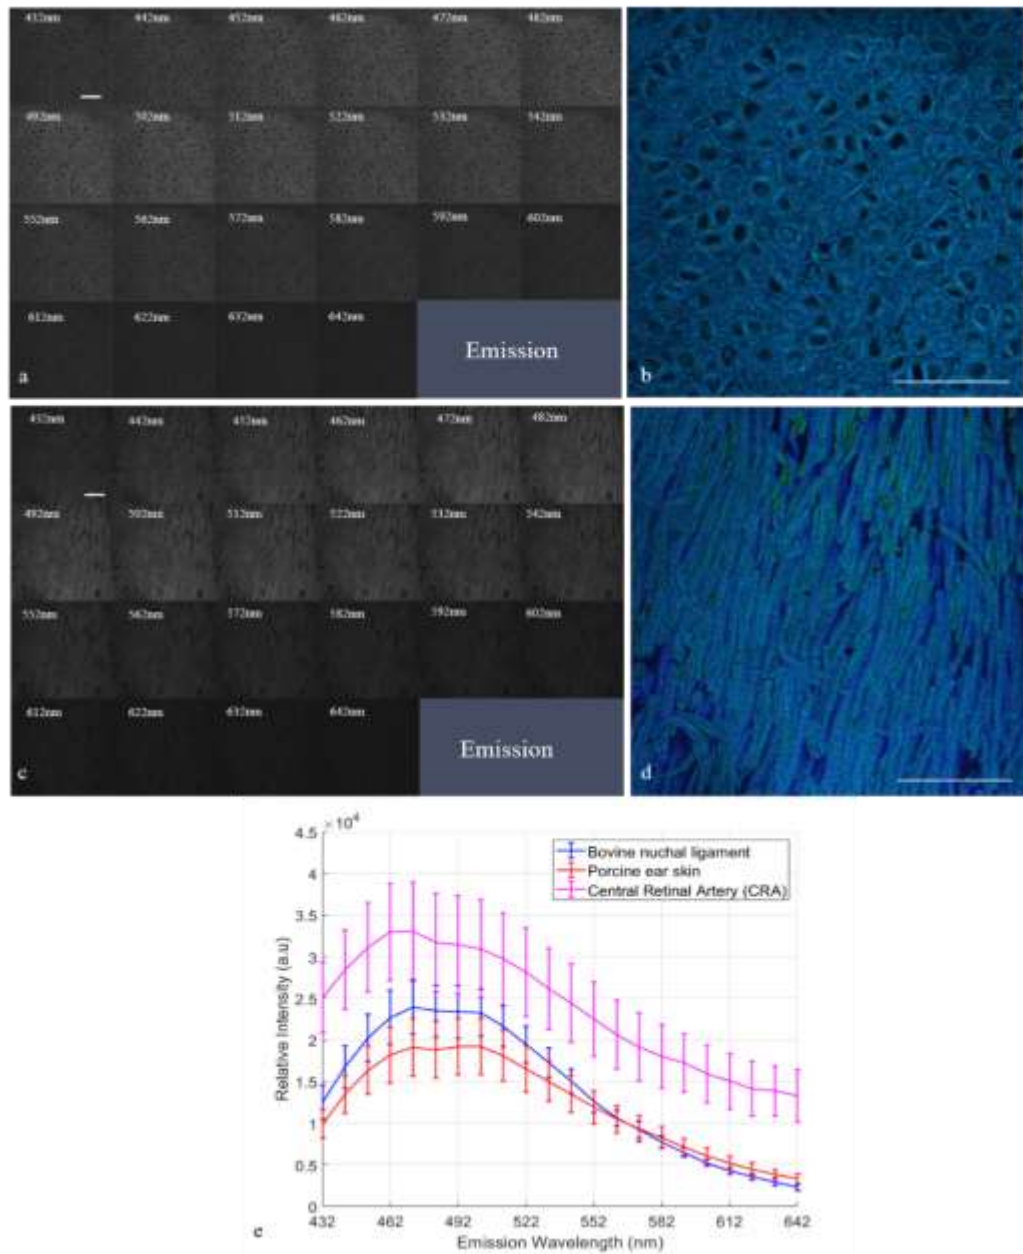 432nm 442nm 452nm 462nm 472nm 482nm
492nm 502nm 512nm 522nm 532nm 542nm
552nm 562nm 572nm 582nm 592nm 602nm
612nm 622nm 632nm 642nm
Emission
a
b
432nm 442nm 452nm 462nm 472nm 482nm
492nm 502nm 512nm 522nm 532nm 542nm
552nm 562nm 572nm 582nm 592nm 602nm
612nm 622nm 632nm 642nm
Emission
c
d
×10⁴
4.5
4
3.5
3
2.5
2
1.5
1
0.5
0
Relative Intensity (a.u)
Bovine nuchal ligament
Porcine ear skin
Central Retinal Artery (CRA)
432 462 492 522 552 582 612 642
Emission Wavelength (nm)
e